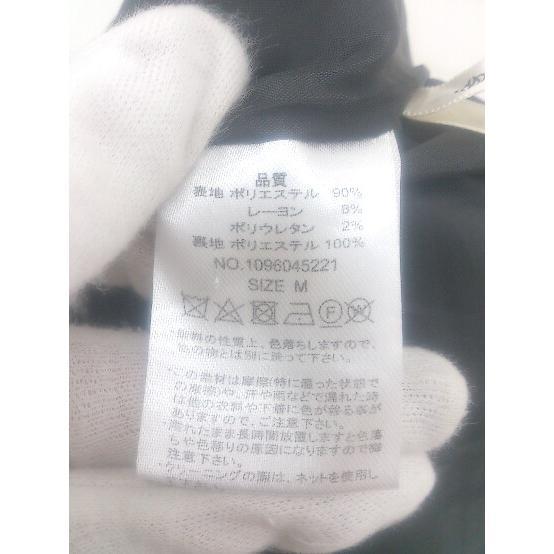 品質
表地 ポリエステル 90%
レーヨン 8%
ポリウレタン 2%
裏地 ポリエステル 100%
NO.1096045221
SIZE M
F W
*顔料の性質上、色落ちしますので、
他の物とは別に洗って下さい。
*この器材は摩擦(特に湿った状態で
の摩擦)や、汗や雨などで濡れた時
は他の衣料や下着に色が移る事が
ありますので、ご注意下さい。
*濡れたまま長時間放置しますと色落
ちや色移りの原因になりますので御
注意下さい。
*クリーニングの際は、ネットを使用し